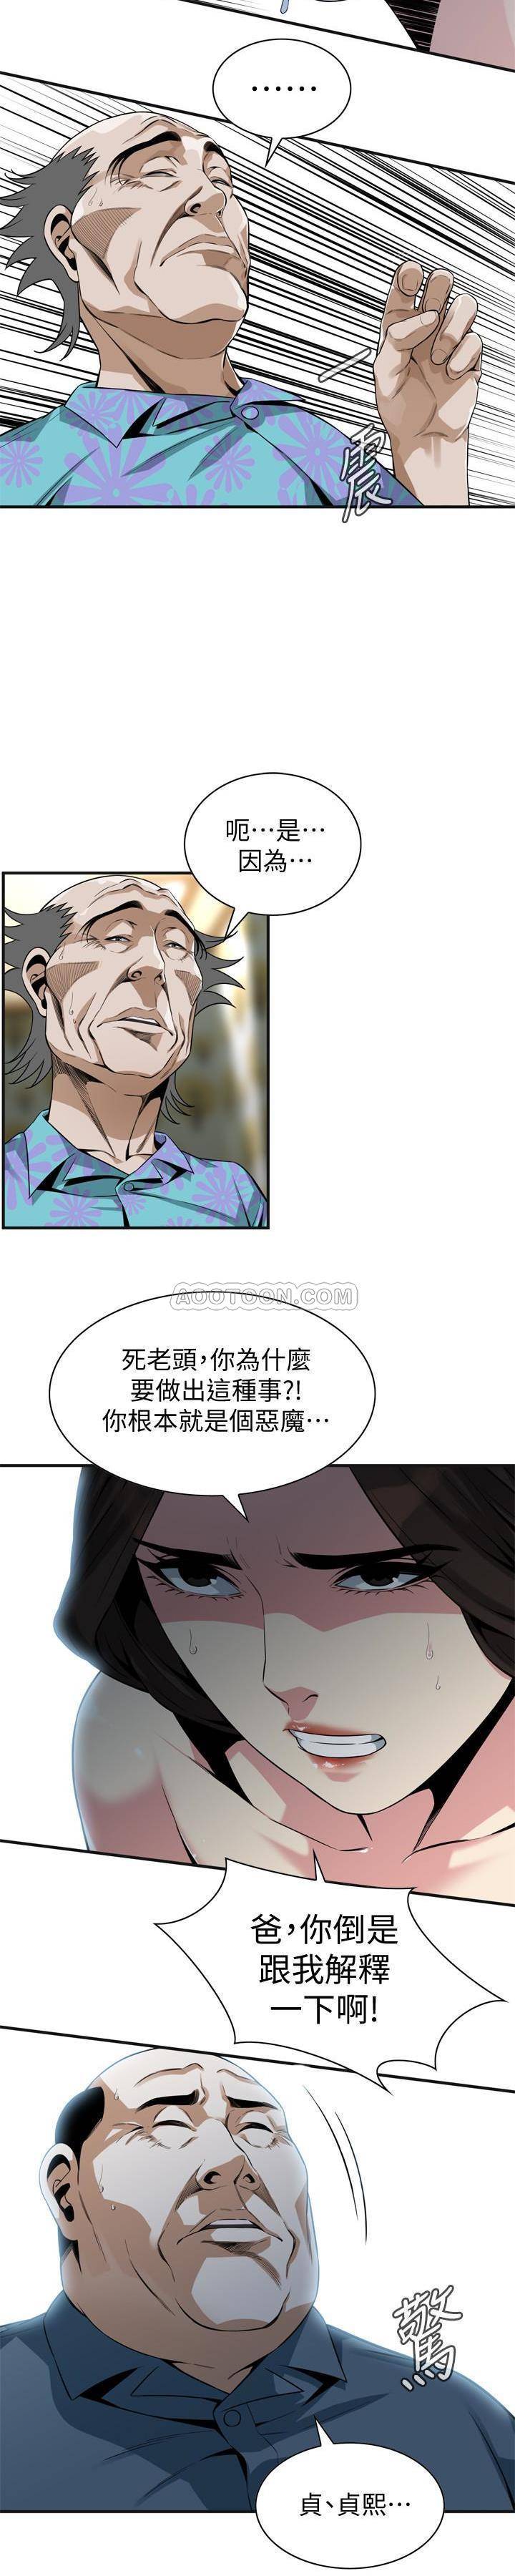 ……
震
呃…是…
因為…
AOOTOON.COM
死老頭，你為什麼
要做出這種事?!
你根本就是個惡魔…
爸，你倒是
跟我解釋
一下啊!
驚
貞、貞熙…